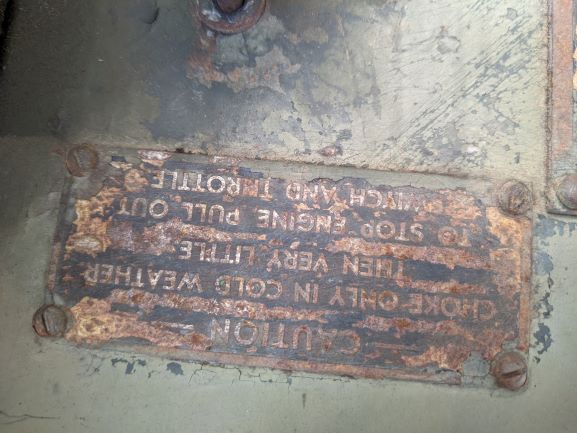 — CAUTION —
CHOKE ONLY IN COLD WEATHER
THEN VERY LITTLE
TO STOP ENGINE PULL OUT
SWITCH AND THROTTLE